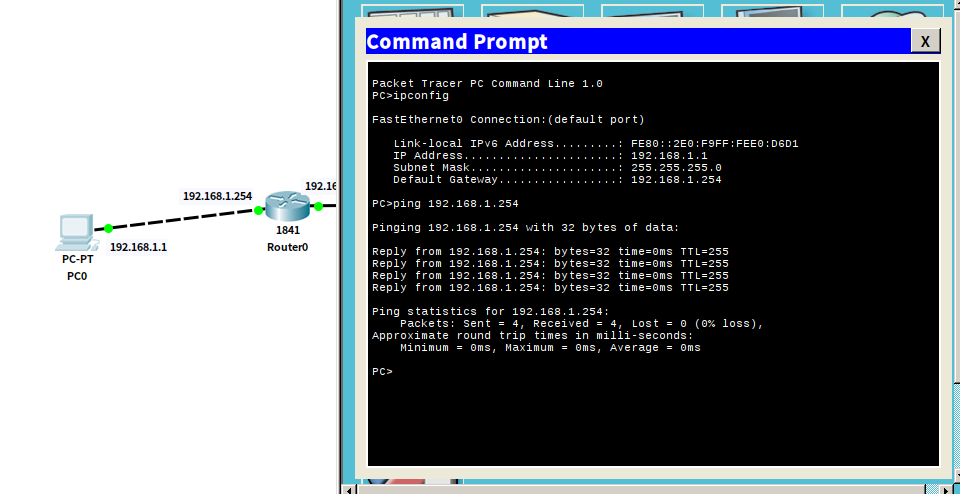 Command Prompt
X
Packet Tracer PC Command Line 1.0
PC>ipconfig
FastEthernet0 Connection:(default port)
Link-local IPv6 Address.........: FE80::2E0:F9FF:FEE0:D6D1
IP Address......................: 192.168.1.1
Subnet Mask.....................: 255.255.255.0
Default Gateway.................: 192.168.1.254
PC>ping 192.168.1.254
Pinging 192.168.1.254 with 32 bytes of data:
Reply from 192.168.1.254: bytes=32 time=0ms TTL=255
Reply from 192.168.1.254: bytes=32 time=0ms TTL=255
Reply from 192.168.1.254: bytes=32 time=0ms TTL=255
Reply from 192.168.1.254: bytes=32 time=0ms TTL=255
Ping statistics for 192.168.1.254:
Packets: Sent = 4, Received = 4, Lost = 0 (0% loss),
Approximate round trip times in milli-seconds:
Minimum = 0ms, Maximum = 0ms, Average = 0ms
PC>
192.168.1.254
192.16
192.168.1.1
PC-PT
PC0
1841
Router0